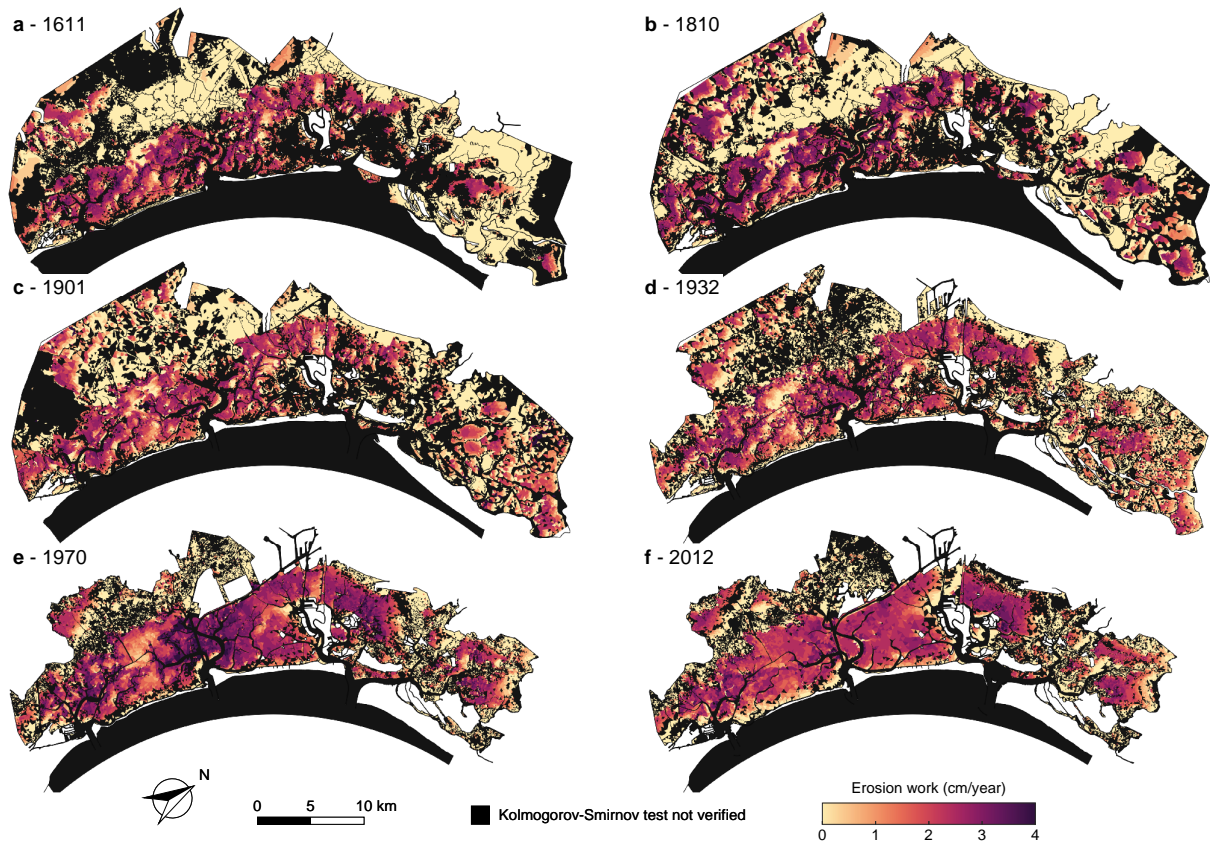 a - 1611
b - 1810
c - 1901
d - 1932
e - 1970
f - 2012
N
0 5 10 km
Kolmogorov-Smirnov test not verified
Erosion work (cm/year)
0 1 2 3 4